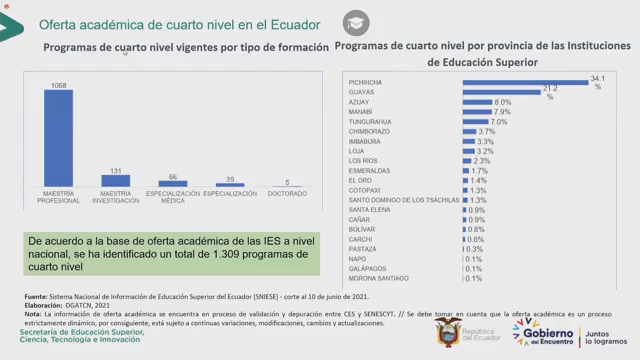 Oferta académica de cuarto nivel en el Ecuador
Programas de cuarto nivel vigentes por tipo de formación
1068
131
66
39
5
MAESTRÍA PROFESIONAL
MAESTRÍA INVESTIGACIÓN
ESPECIALIZACIÓN MÉDICA
ESPECIALIZACIÓN
DOCTORADO
De acuerdo a la base de oferta académica de las IES a nivel
nacional, se ha identificado un total de 1.309 programas de
cuarto nivel
Programas de cuarto nivel por provincia de las Instituciones
de Educación Superior
PICHINCHA 34.1 %
GUAYAS 21.2 %
AZUAY 8.0%
MANABÍ 7.9%
TUNGURAHUA 7.0%
CHIMBORAZO 3.7%
IMBABURA 3.3%
LOJA 3.2%
LOS RÍOS 2.3%
ESMERALDAS 1.7%
EL ORO 1.4%
COTOPAXI 1.3%
SANTO DOMINGO DE LOS TSÁCHILAS 1.3%
SANTA ELENA 0.9%
CAÑAR 0.9%
BOLÍVAR 0.8%
CARCHI 0.6%
PASTAZA 0.3%
NAPO 0.1%
GALÁPAGOS 0.1%
MORONA SANTIAGO 0.1%
Fuente: Sistema Nacional de Información de Educación Superior del Ecuador (SNIESE) - corte al 10 de junio de 2021.
Elaboración: DGATCN, 2021
Nota: La información de oferta académica se encuentra en proceso de validación y depuración entre CES y SENESCYT. // Se debe tomar en cuenta que la oferta académica es un proceso
estrictamente dinámico, por consiguiente, está sujeto a continuas variaciones, modificaciones, cambios y actualizaciones.
Secretaría de Educación Superior,
Ciencia, Tecnología e Innovación
República
del Ecuador
Gobierno
del Encuentro
Juntos
lo logramos